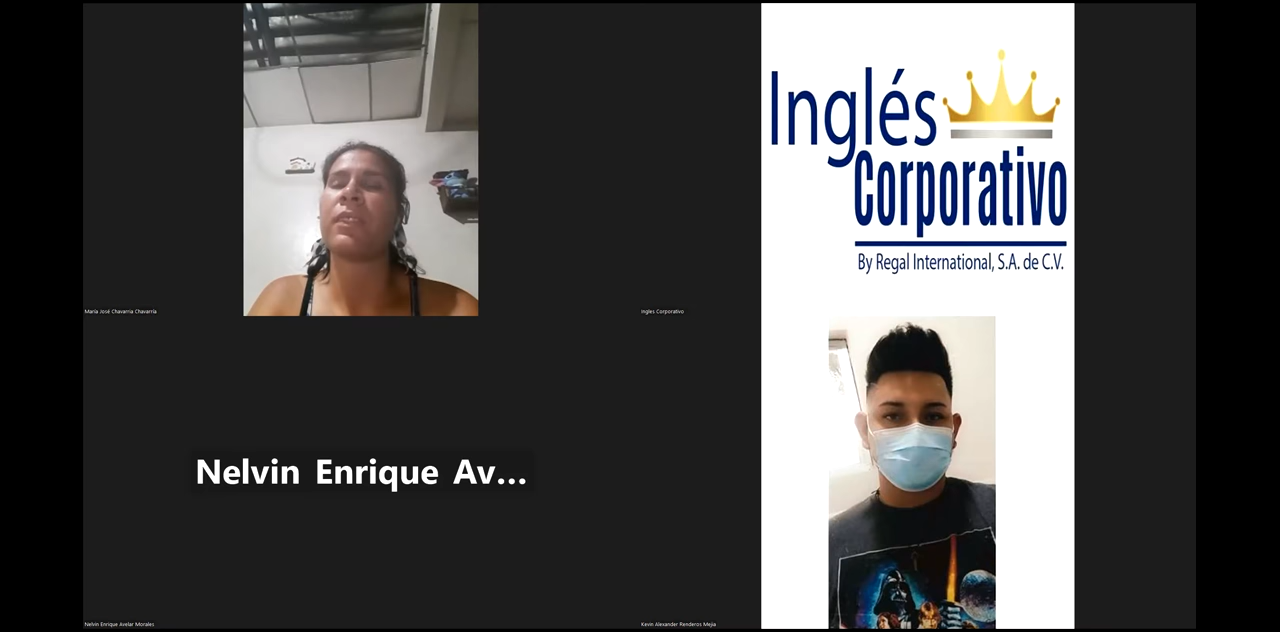 Inglés
Corporativo
By Regal International, S.A. de C.V.
María José Chavarria Chavarría
Ingles Corporativo
Nelvin Enrique Av...
Nelvin Enrique Avelar Morales
Kevin Alexander Renderos Mejia